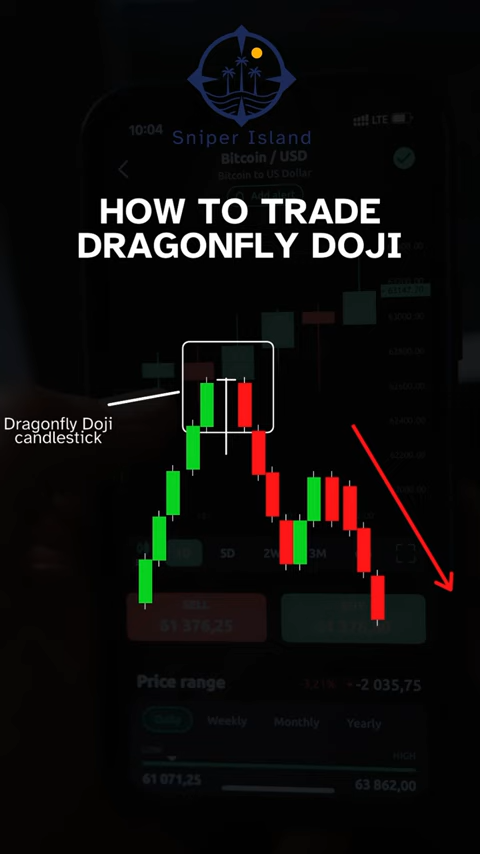 10:04
LTE
Sniper Island
Bitcoin / USD
Bitcoin to US Dollar
Add alert
HOW TO TRADE
DRAGONFLY DOJI
Dragonfly Doji
candlestick
5D
3M
SELL
61 376,25
Price range
-2 035,75
Daily
Weekly
Monthly
Yearly
LOW
HIGH
61 071,25
63 862,00